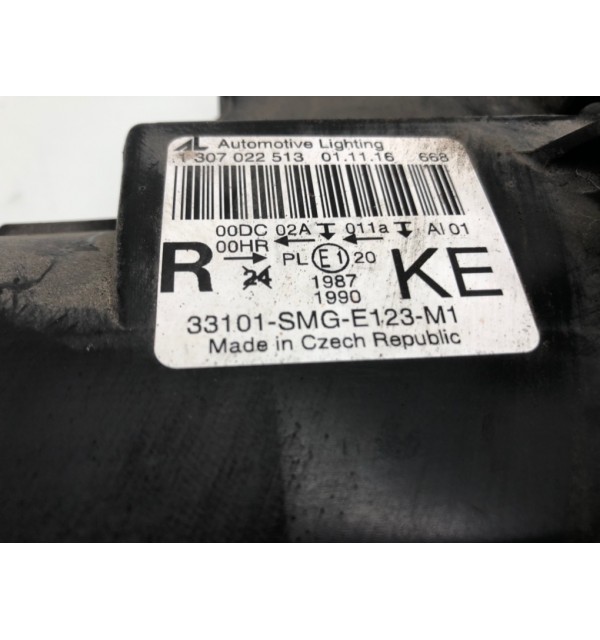 AL Automotive Lighting
1 307 022 513 01.11.16 668
00DC 02A 011a AI 01
00HR
R 24 PL E1 20 KE
1987
1990
33101-SMG-E123-M1
Made in Czech Republic